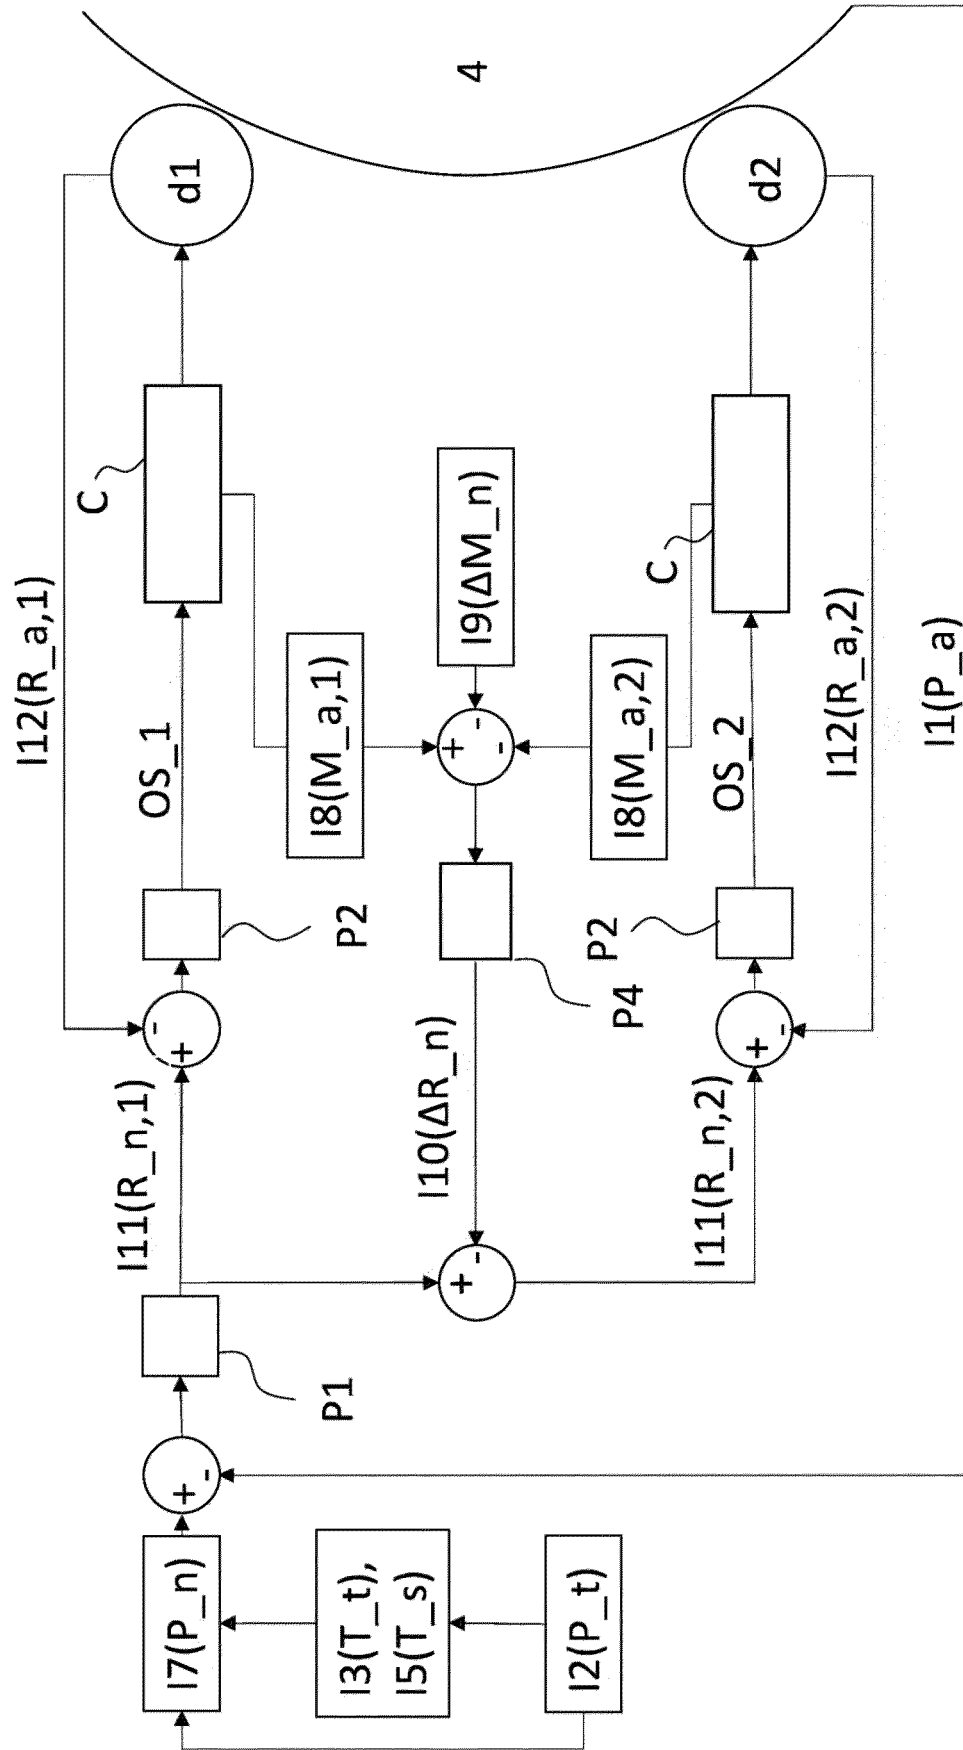 I7(P_n)
I3(T_t),
I5(T_s)
I2(P_t)
+
-
P1
I11(R_n,1)
+
-
I11(R_n,2)
I10(ΔR_n)
+
-
P2
OS_1
I12(R_a,1)
C
d1
P4
+
-
-
I8(M_a,1)
I9(ΔM_n)
I8(M_a,2)
+
-
P2
OS_2
C
d2
I12(R_a,2)
I1(P_a)
4